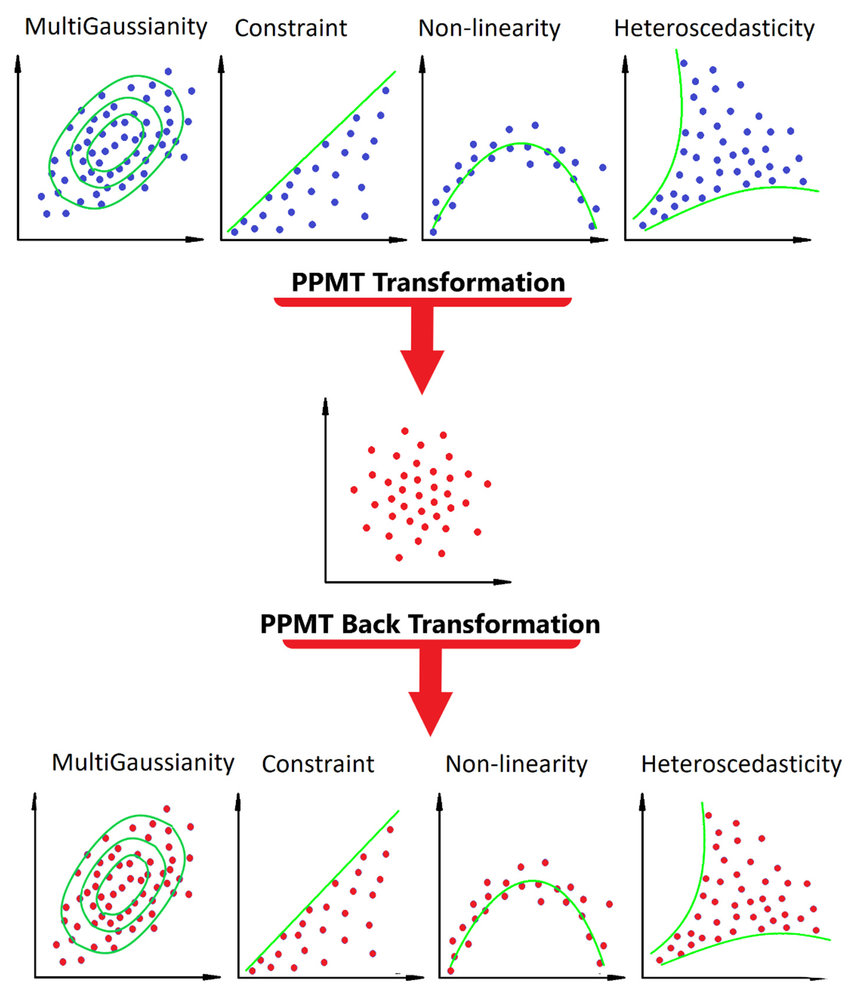 MultiGaussianity Constraint Non-linearity Heteroscedasticity
PPMT Transformation
PPMT Back Transformation
MultiGaussianity Constraint Non-linearity Heteroscedasticity